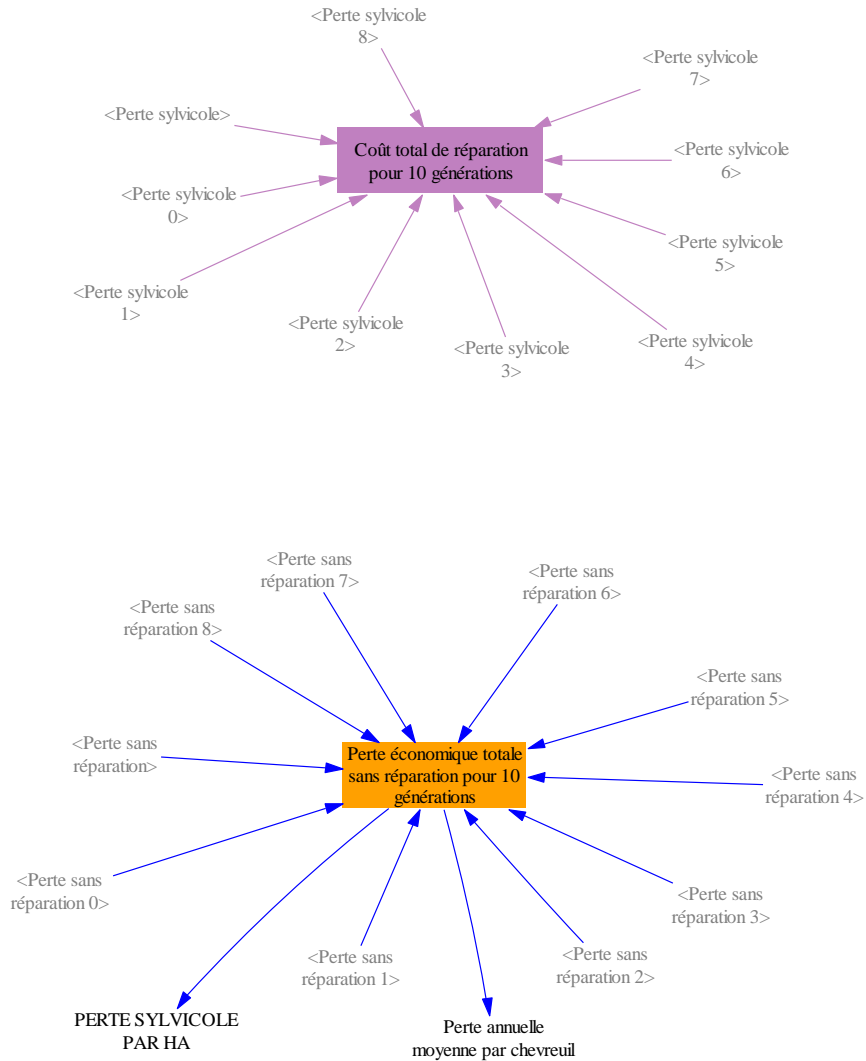 <Perte sylvicole
8>
<Perte sylvicole
7>
<Perte sylvicole>
Coût total de réparation
pour 10 générations
<Perte sylvicole
6>
<Perte sylvicole
0>
<Perte sylvicole
5>
<Perte sylvicole
1>
<Perte sylvicole
2>
<Perte sylvicole
3>
<Perte sylvicole
4>
<Perte sans
réparation 7>
<Perte sans
réparation 6>
<Perte sans
réparation 8>
<Perte sans
réparation 5>
<Perte sans
réparation>
Perte économique totale
sans réparation pour 10
générations
<Perte sans
réparation 4>
<Perte sans
réparation 0>
<Perte sans
réparation 3>
<Perte sans
réparation 1>
<Perte sans
réparation 2>
PERTE SYLVICOLE
PAR HA
Perte annuelle
moyenne par chevreuil